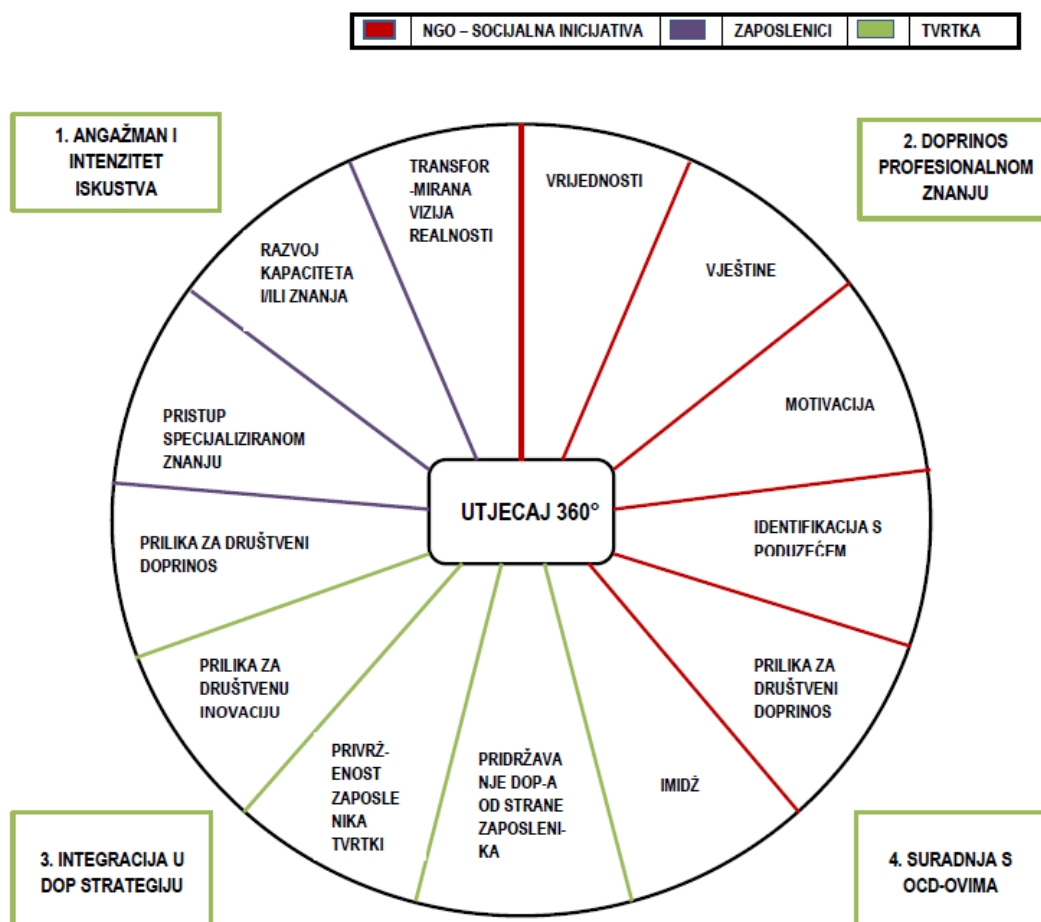 NGO – SOCIJALNA INICIJATIVA
ZAPOSLENICI
TVRTKA
1. ANGAŽMAN I
INTENZITET
ISKUSTVA
2. DOPRINOS
PROFESIONALNOM
ZNANJU
TRANSFOR
-MIRANA
VIZIJA
REALNOSTI
VRIJEDNOSTI
VJEŠTINE
MOTIVACIJA
IDENTIFIKACIJA S
PODUZEĆEM
PRILIKA ZA
DRUŠTVENI
DOPRINOS
IMIDŽ
PRIDRŽAVA
NJE DOP-A
OD STRANE
ZAPOSLENI-
KA
PRIVRŽ-
ENOST
ZAPOSLE
NIKA
TVRTKI
PRILIKA ZA
DRUŠTVENU
INOVACIJU
PRILIKA ZA DRUŠTVENI
DOPRINOS
PRISTUP
SPECIJALIZIRANOM
ZNANJU
RAZVOJ
KAPACITETA
I/ILI ZNANJA
UTJECAJ 360°
3. INTEGRACIJA U
DOP STRATEGIJU
4. SURADNJA S
OCD-OVIMA